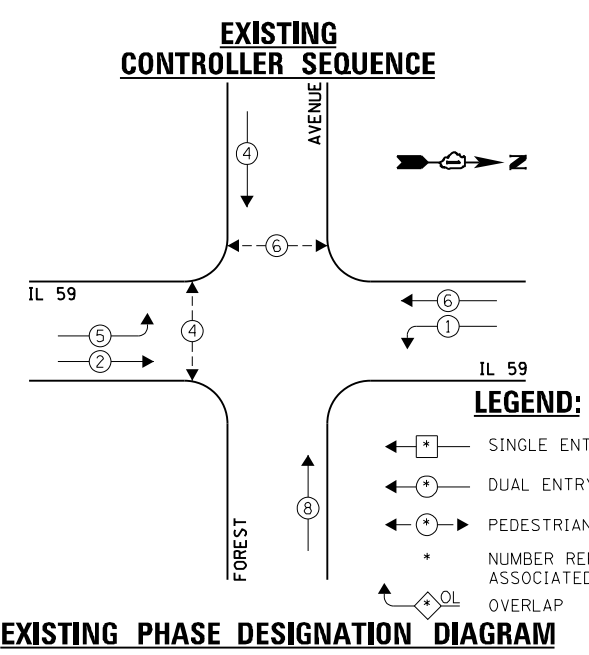 EXISTING
CONTROLLER SEQUENCE
AVENUE
4
N
6
IL 59
5
2
4
6
1
IL 59
8
FOREST
LEGEND:
* SINGLE ENT
* DUAL ENTRY
* PEDESTRIAN
* NUMBER REF
ASSOCIATED
* OL OVERLAP
EXISTING PHASE DESIGNATION DIAGRAM